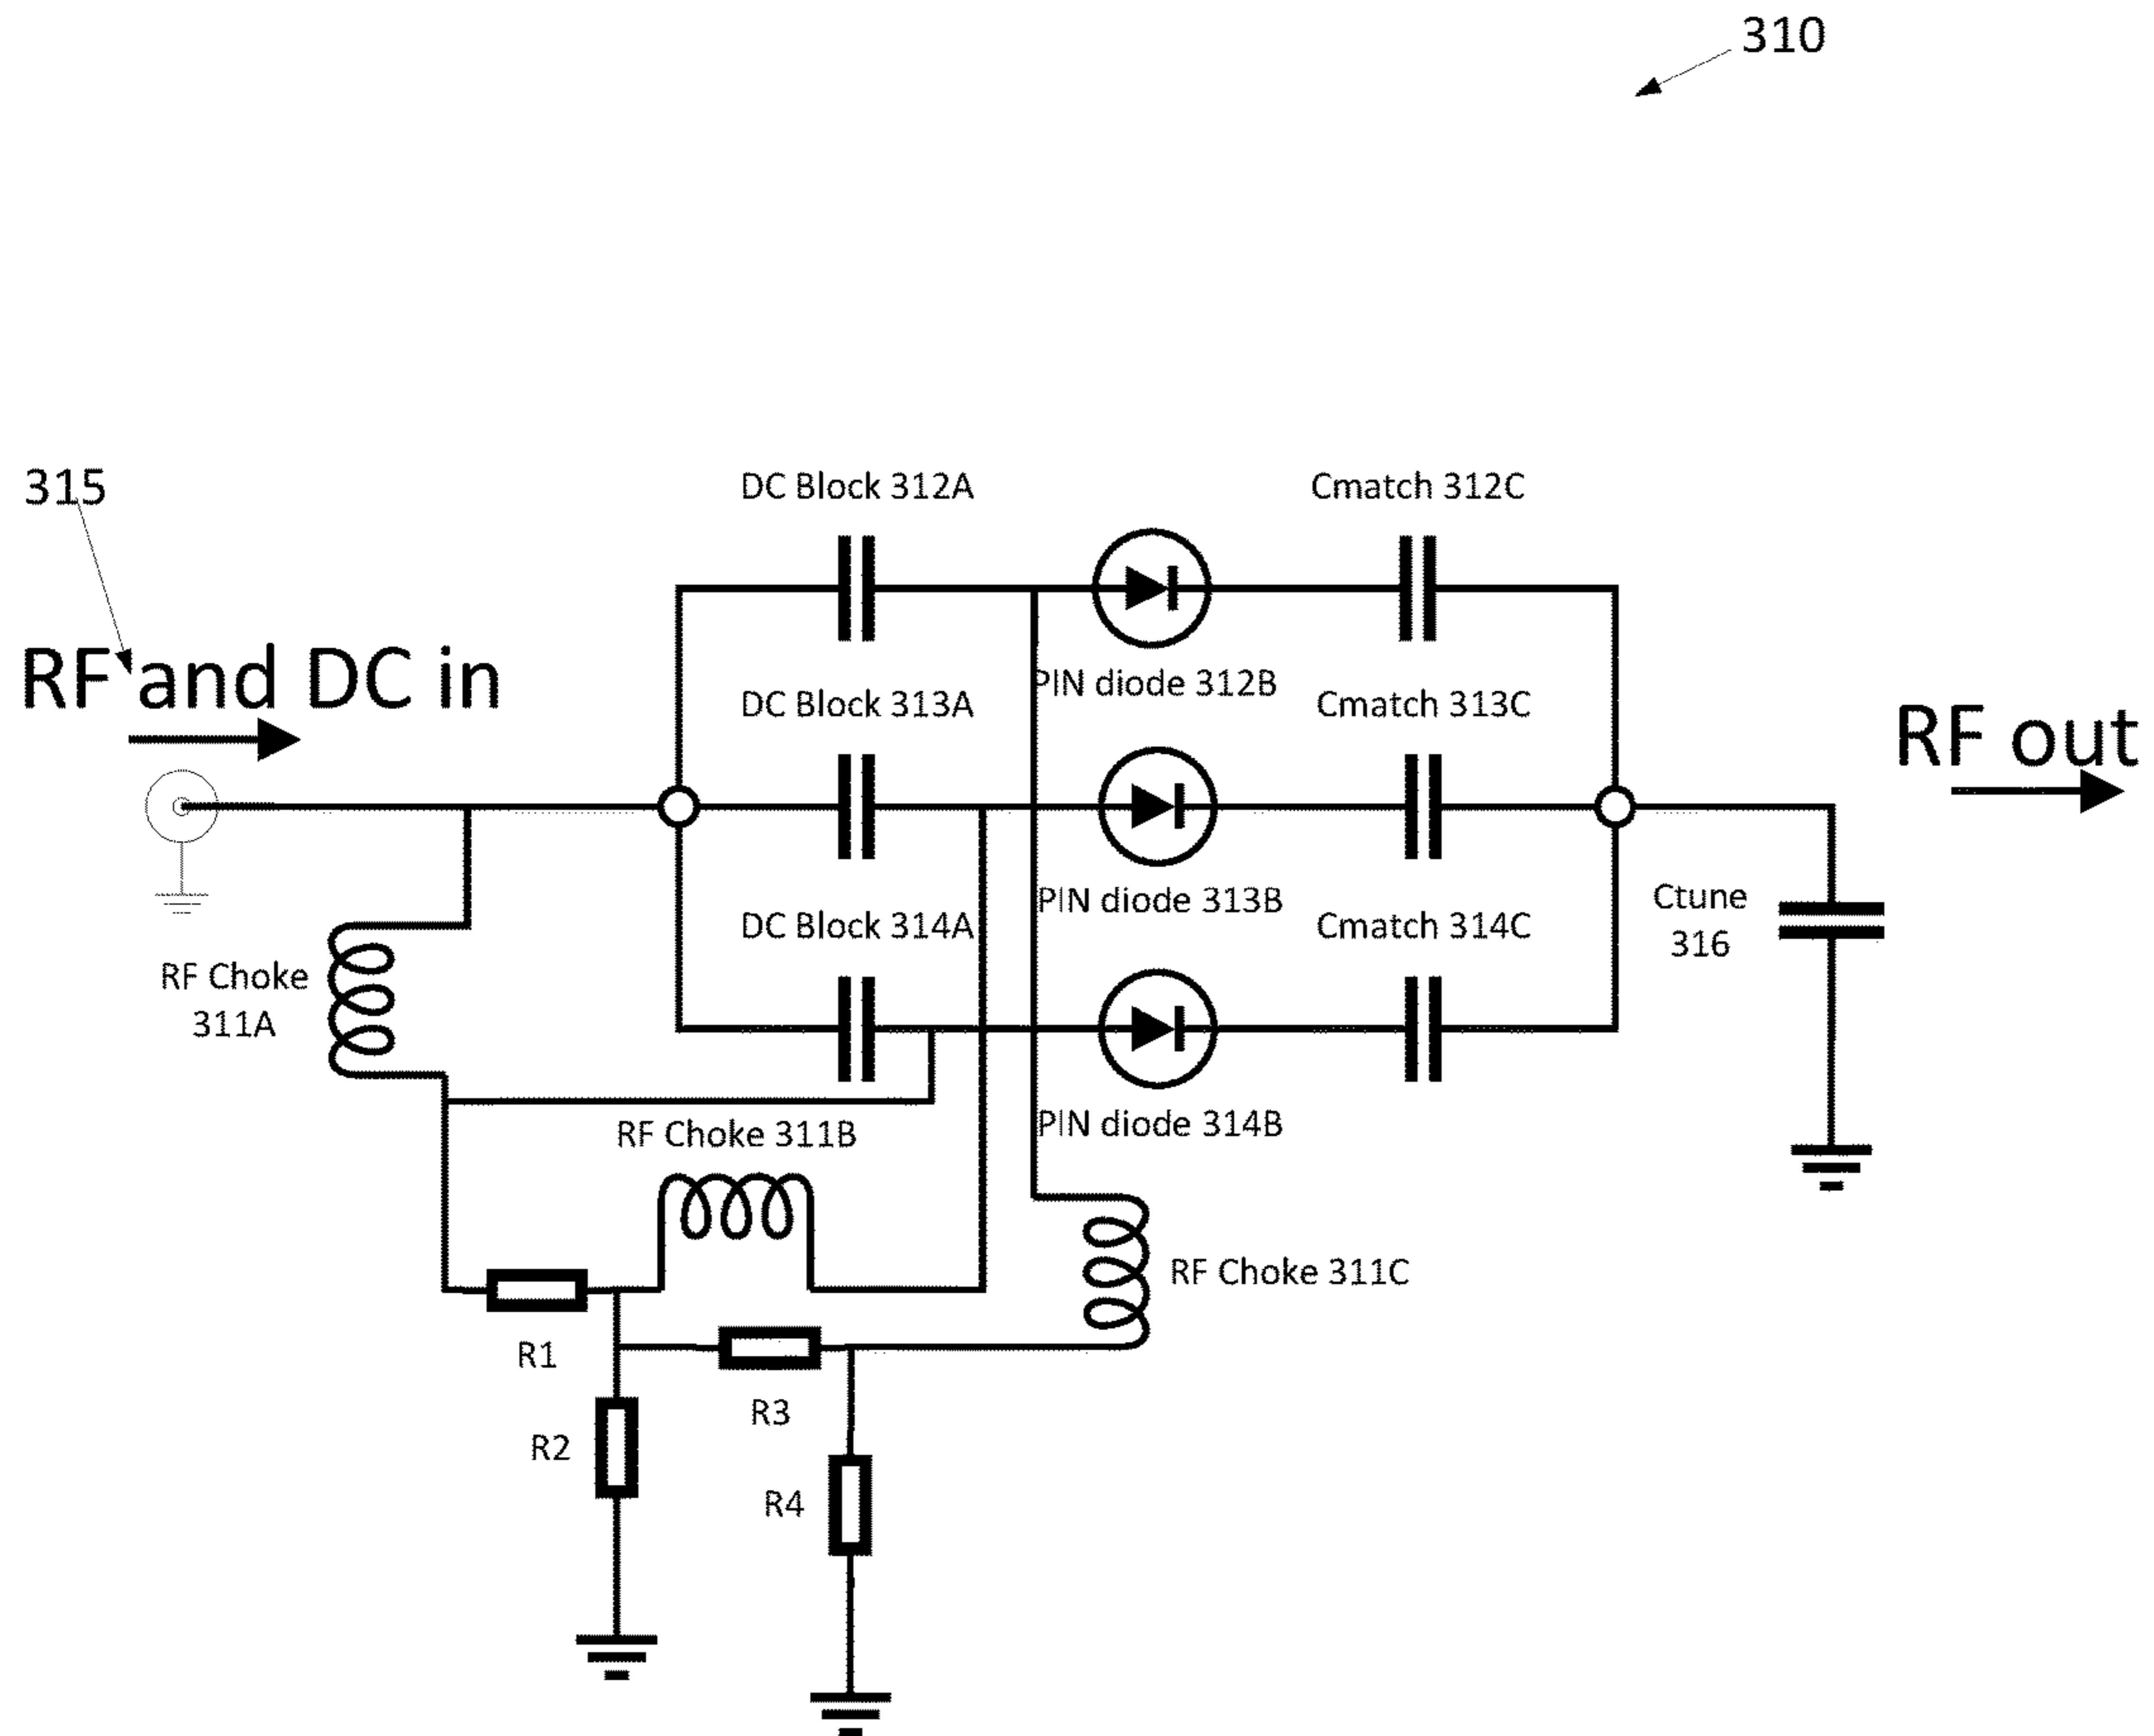 310
315
RF and DC in
DC Block 312A
Cmatch 312C
PIN diode 312B
DC Block 313A
Cmatch 313C
RF out
PIN diode 313B
DC Block 314A
Cmatch 314C
Ctune
316
RF Choke
311A
PIN diode 314B
RF Choke 311B
RF Choke 311C
R1
R3
R2
R4